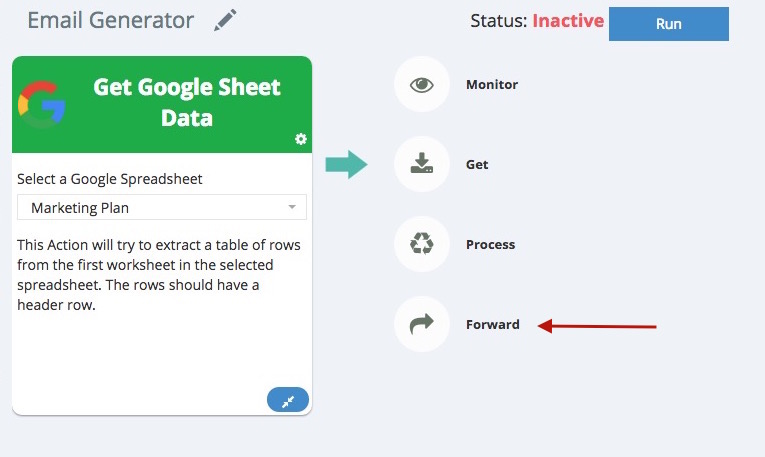 Email Generator
Status: Inactive
Run
Get Google Sheet
Data
Select a Google Spreadsheet
Marketing Plan
This Action will try to extract a table of rows
from the first worksheet in the selected
spreadsheet. The rows should have a
header row.
Monitor
Get
Process
Forward